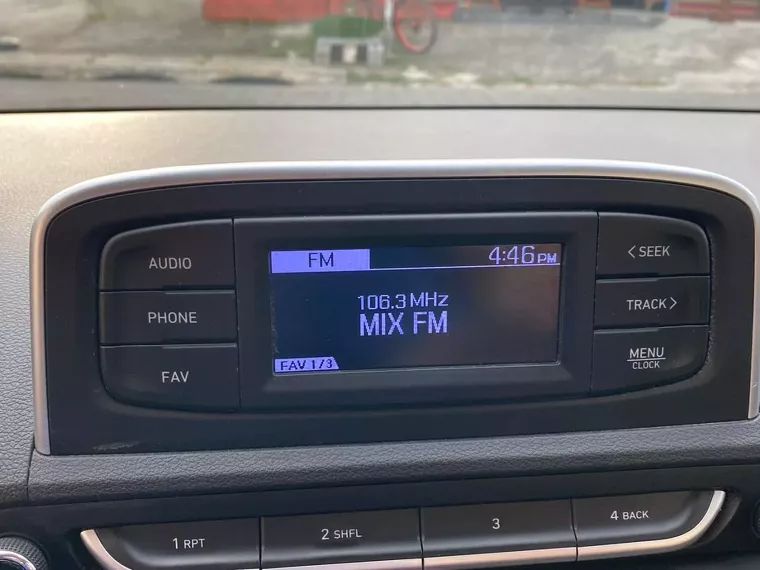 AUDIO
PHONE
FAV
FM 4:46PM
106.3MHz
MIX FM
FAV 1/3
<SEEK
TRACK>
MENU
CLOCK
1 RPT
2 SHFL
3
4 BACK